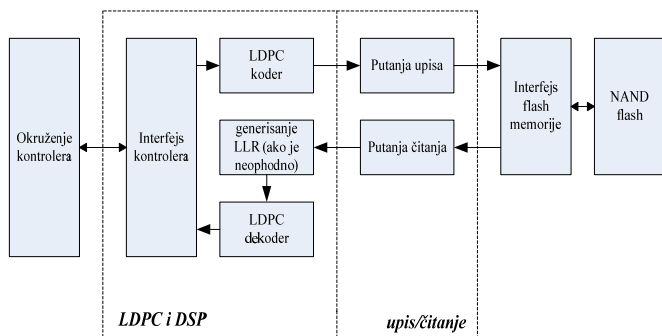 Okruženje
kontrolera
Interfejs
kontrolera
LDPC
koder
generisanje
LLR (ako je
neophodno)
LDPC
dekoder
Putanja upisa
Putanja čitanja
Interfejs
flash
memorije
NAND
flash
LDPC i DSP
upis/čitanje